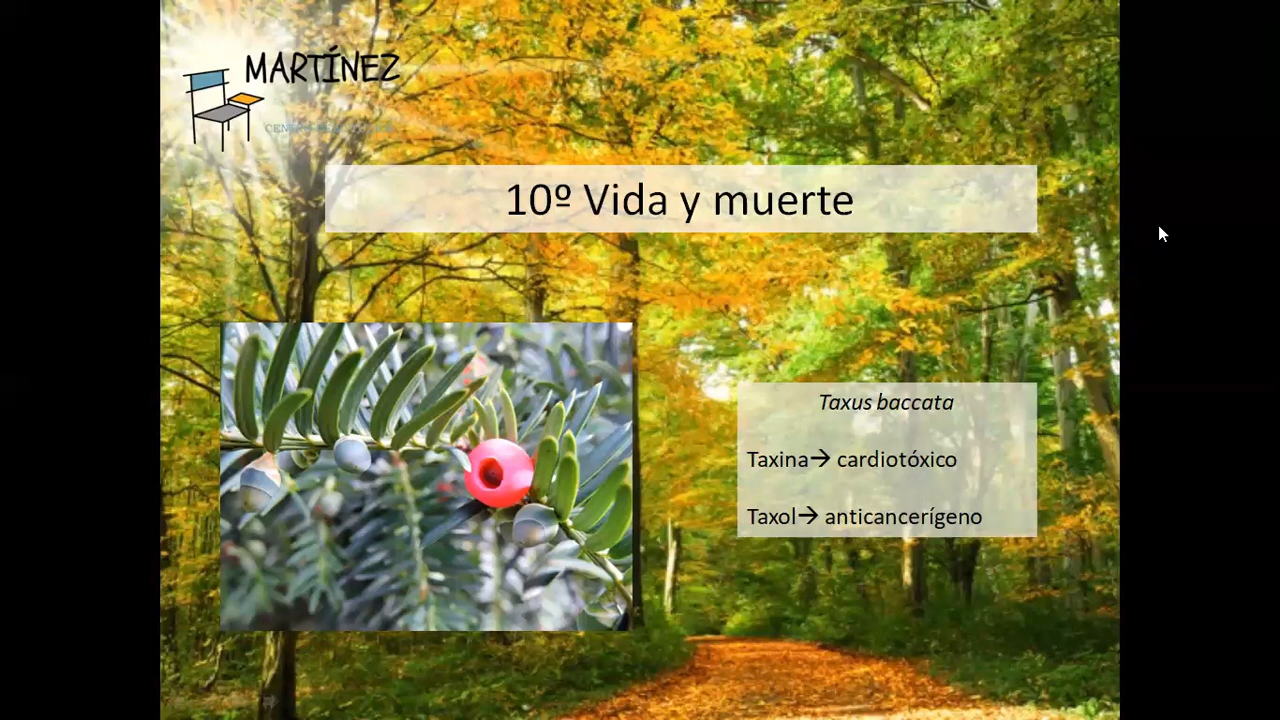 MARTÍNEZ
10º Vida y muerte
Taxus baccata
Taxina→ cardiotóxico
Taxol→ anticancerígeno